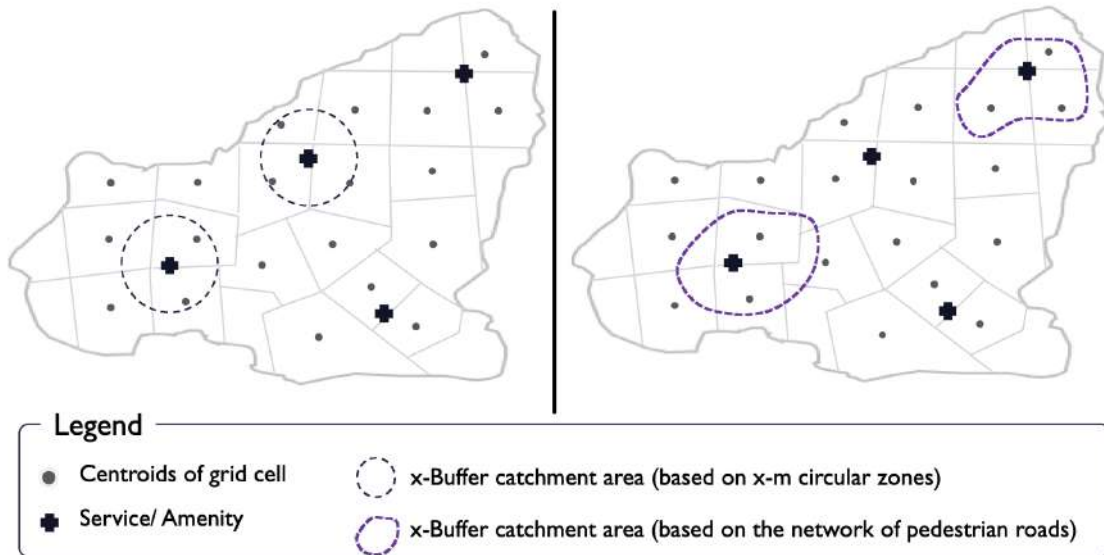 Legend
Centroids of grid cell
x-Buffer catchment area (based on x-m circular zones)
Service/ Amenity
x-Buffer catchment area (based on the network of pedestrian roads)